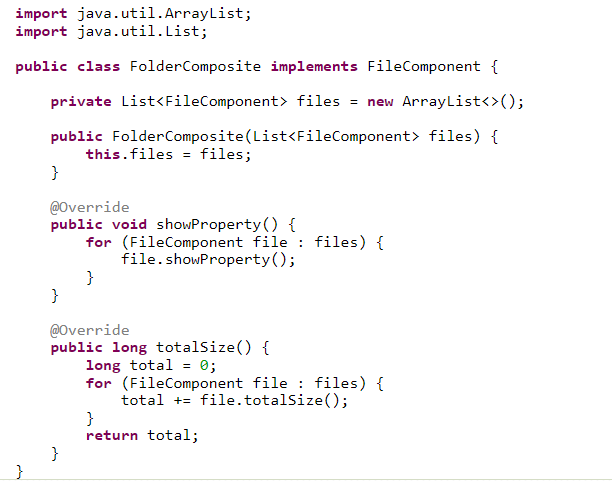 import java.util.ArrayList;
import java.util.List;

public class FolderComposite implements FileComponent {

    private List<FileComponent> files = new ArrayList<>();

    public FolderComposite(List<FileComponent> files) {
        this.files = files;
    }

    @Override
    public void showProperty() {
        for (FileComponent file : files) {
            file.showProperty();
        }
    }

    @Override
    public long totalSize() {
        long total = 0;
        for (FileComponent file : files) {
            total += file.totalSize();
        }
        return total;
    }
}